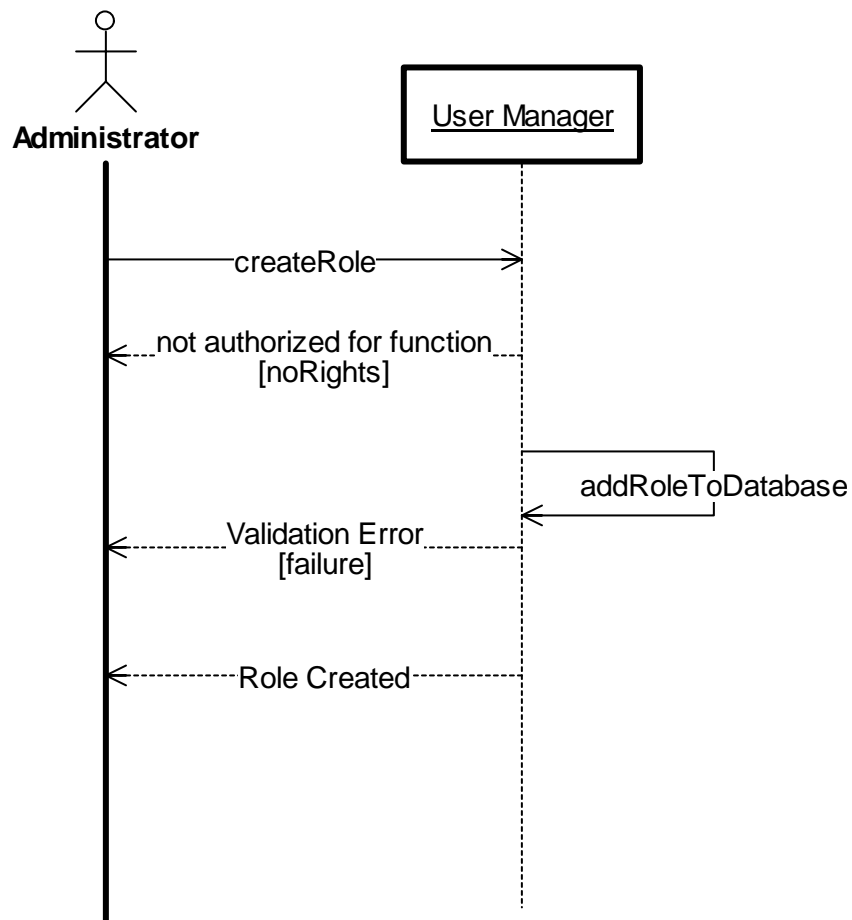 Administrator
User Manager
createRole
not authorized for function
[noRights]
addRoleToDatabase
Validation Error
[failure]
Role Created